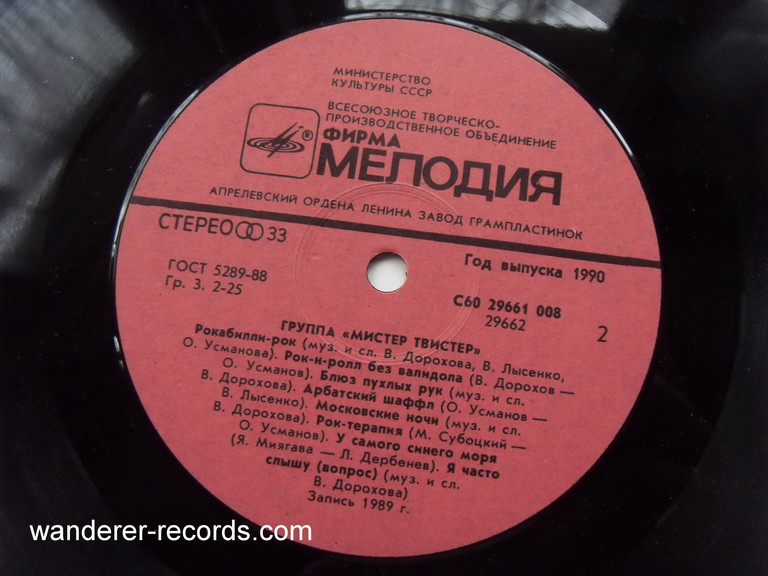 МИНИСТЕРСТВО
КУЛЬТУРЫ СССР
ВСЕСОЮЗНОЕ ТВОРЧЕСКО-
ПРОИЗВОДСТВЕННОЕ ОБЪЕДИНЕНИЕ
®
ФИРМА
МЕЛОДИЯ
АПРЕЛЕВСКИЙ ОРДЕНА ЛЕНИНА ЗАВОД ГРАМПЛАСТИНОК
СТЕРЕО 33
Год выпуска 1990
ГОСТ 5289-88
Гр. 3. 2-25
С60 29661 008
29662
2
ГРУППА «МИСТЕР ТВИСТЕР»
Рокабилли-рок (муз. и сл. В. Дорохова, В. Лысенко,
О. Усманова). Рок-н-ролл без валидола (В. Дорохов —
О. Усманов). Блюз пухлых рук (муз. и сл.
В. Дорохова). Арбатский шаффл (О. Усманов —
В. Лысенко). Московские ночи (муз. и сл.
В. Дорохова). Рок-терапия (М. Субоцкий —
О. Усманов). У самого синего моря
(Я. Миягава — Л. Дербенев). Я часто
слышу (вопрос) (муз. и сл.
В. Дорохова)
Запись 1989 г.
wanderer-records.com